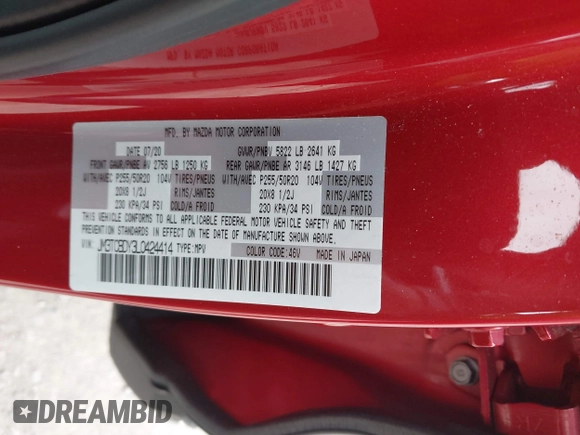 MFG. BY MAZDA MOTOR CORPORATION
DATE 07/20 GVWR/PNBV 5822 LB 2641 KG
FRONT GAWR/PNBE AV 2756 LB 1250 KG REAR GAWR/PNBE AR 3146 LB 1427 KG
WITH/AVEC P255/50R20 104V TIRES/PNEUS WITH/AVEC P255/50R20 104V TIRES/PNEUS
20X8 1/2J RIMS/JANTES 20X8 1/2J RIMS/JANTES
230 KPA/34 PSI COLD/A FROID 230 KPA/34 PSI COLD/A FROID
THIS VEHICLE CONFORMS TO ALL APPLICABLE FEDERAL MOTOR VEHICLE SAFETY AND THEFT
PREVENTION STANDARDS IN EFFECT ON THE DATE OF MANUFACTURE SHOWN ABOVE.
VIN: JM3TCBDY3L0424414 TYPE:MPV COLOR CODE:46V MADE IN JAPAN
DREAMBID